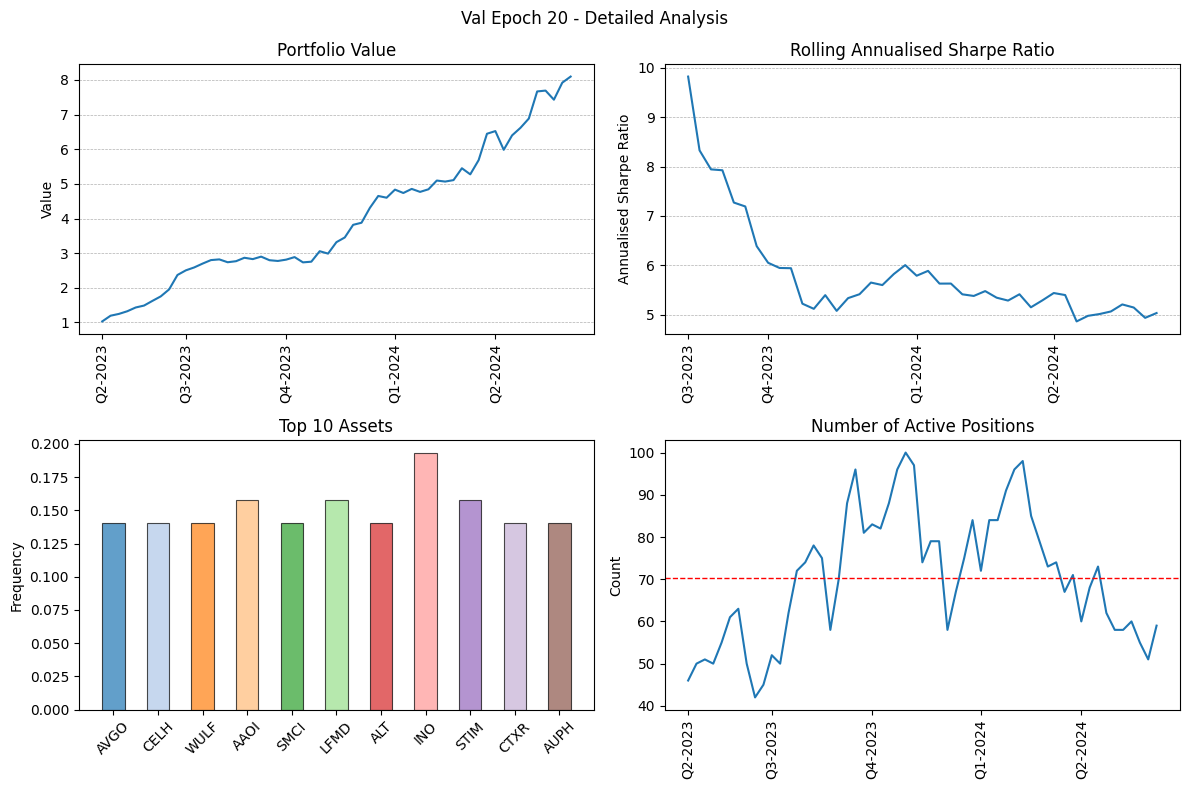 Val Epoch 20 - Detailed Analysis
Portfolio Value
Value
8
7
6
5
4
3
2
1
Q2-2023
Q3-2023
Q4-2023
Q1-2024
Q2-2024
Rolling Annualised Sharpe Ratio
Annualised Sharpe Ratio
10
9
8
7
6
5
Q3-2023
Q4-2023
Q1-2024
Q2-2024
Top 10 Assets
Frequency
0.200
0.175
0.150
0.125
0.100
0.075
0.050
0.025
0.000
AVGO
CELH
WULF
AAOI
SMCI
LFMD
ALT
INO
STIM
CTXR
AUPH
Number of Active Positions
Count
100
90
80
70
60
50
40
Q2-2023
Q3-2023
Q4-2023
Q1-2024
Q2-2024